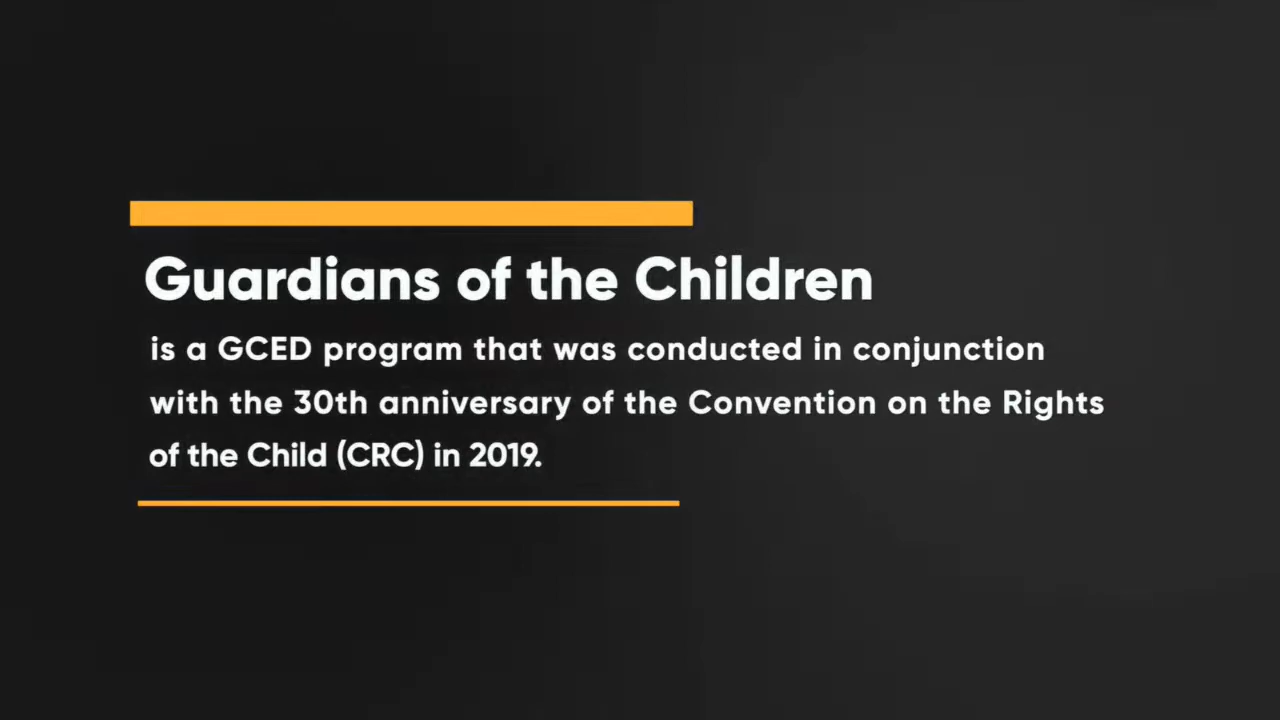 Guardians of the Children
is a GCED program that was conducted in conjunction
with the 30th anniversary of the Convention on the Rights
of the Child (CRC) in 2019.